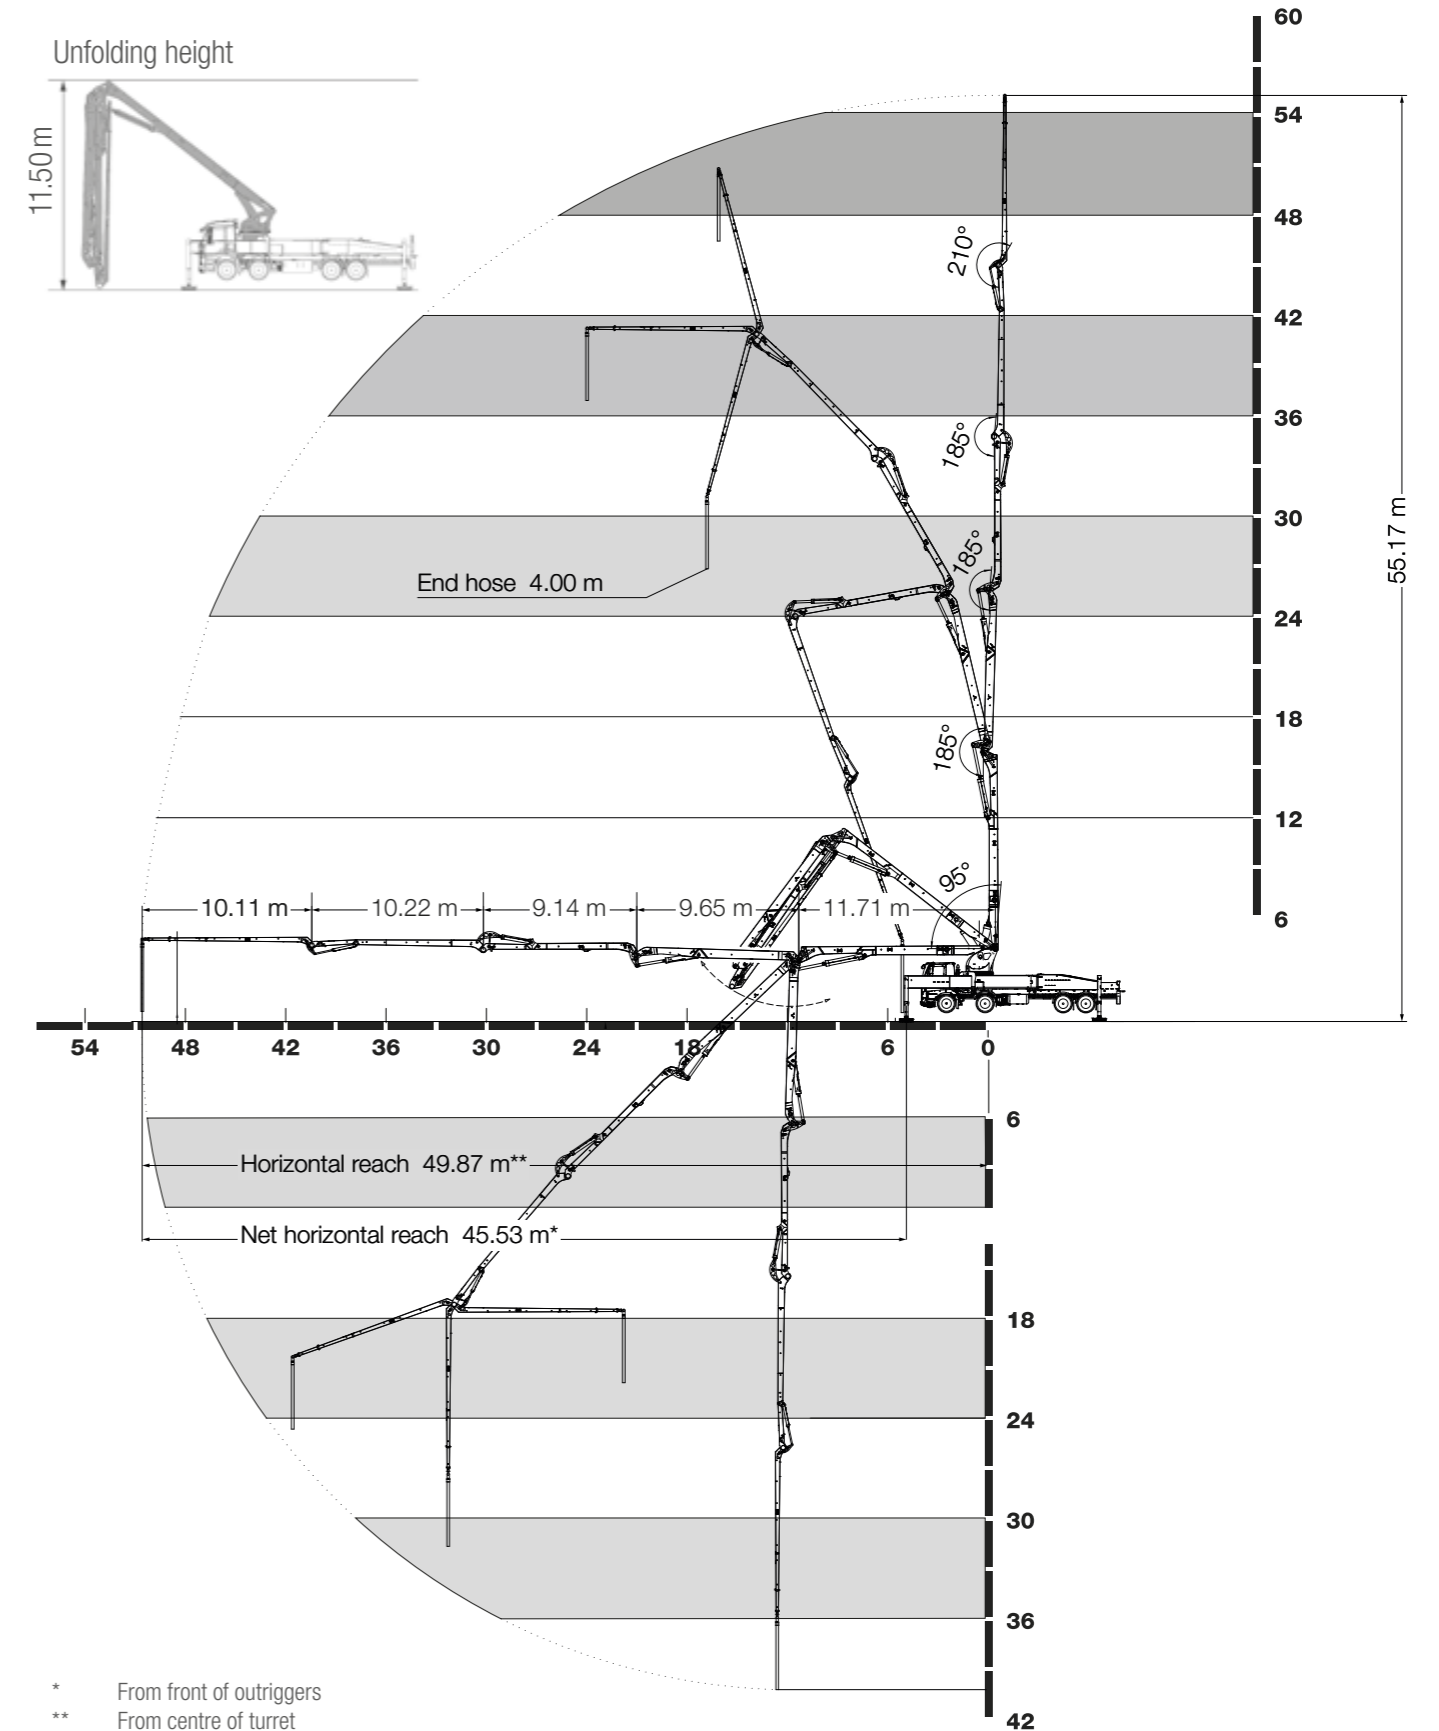 60
Unfolding height
11.50 m
54
48
210°
42
36
185°
30
185°
55.17 m
End hose 4.00 m
24
18
185°
12
95°
10.11 m
10.22 m
9.14 m
9.65 m
11.71 m
6
54 48 42 36 30 24 18 6 0
6
Horizontal reach 49.87 m**
Net horizontal reach 45.53 m*
18
24
30
36
* From front of outriggers
** From centre of turret
42